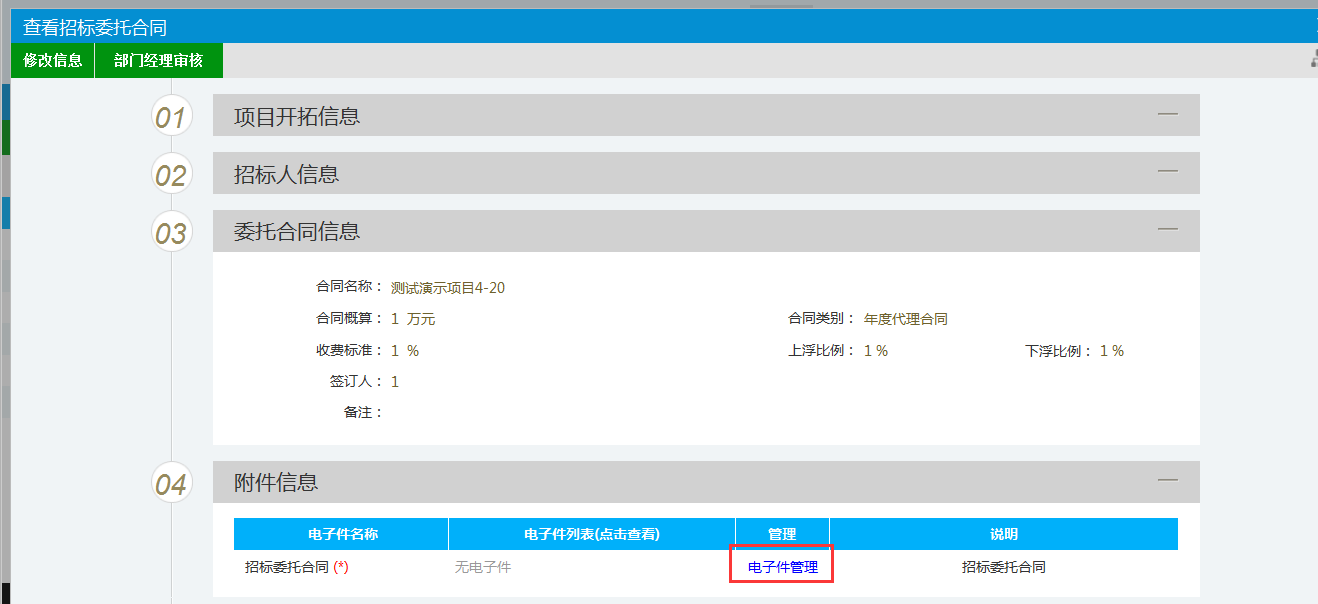 查看招标委托合同
修改信息 部门经理审核
01 项目开拓信息
02 招标人信息
03 委托合同信息
合同名称： 测试演示项目4-20
合同概算： 1 万元 合同类别： 年度代理合同
收费标准： 1 % 上浮比例： 1 % 下浮比例： 1 %
签订人： 1
备注：
04 附件信息
电子件名称 电子件列表(点击查看) 管理 说明
招标委托合同 (*) 无电子件 电子件管理 招标委托合同